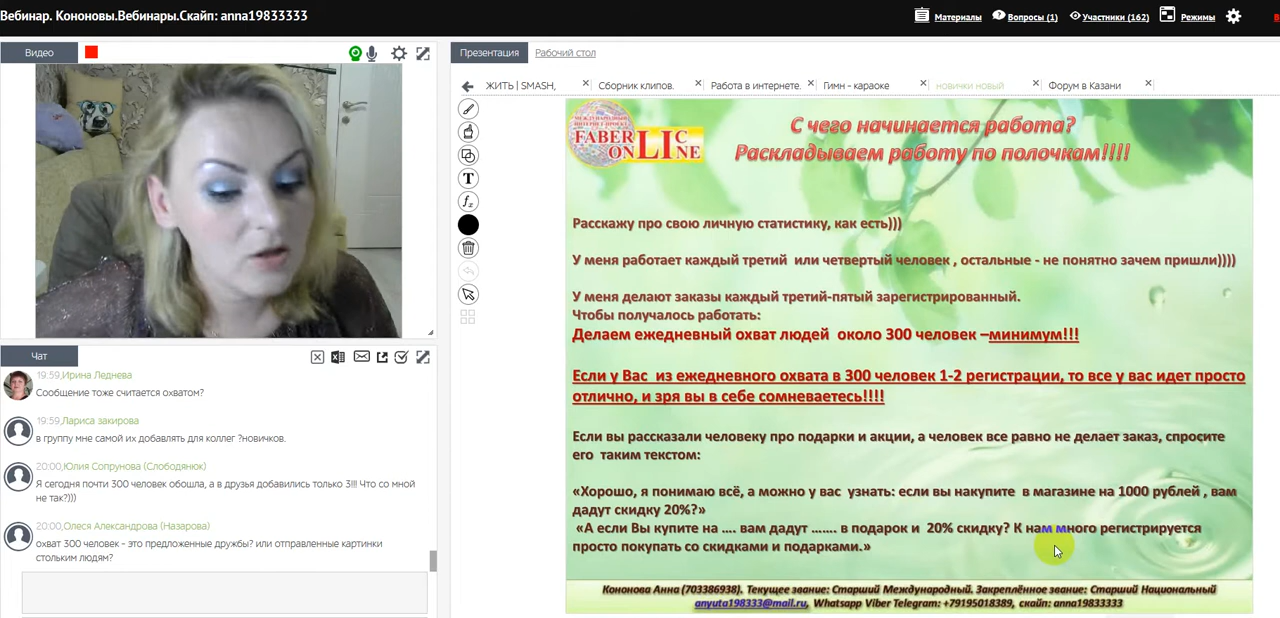 Вебинар. Кононовы.Вебинары.Скайп: anna19833333
Материалы Вопросы (1) Участники (162) Режимы
Видео
Презентация Рабочий стол
ЖИТЬ | SMASH, Сборник клипов. Работа в интернете. Гимн - караоке новички новый Форум в Казани
МЕЖДУНАРОДНЫЙ
ИНТЕРНЕТ-ПРОЕКТ
FABERLIC
ONLINE
С чего начинается работа?
Раскладываем работу по полочкам!!!!
Расскажу про свою личную статистику, как есть)))
У меня работает каждый третий или четвертый человек , остальные - не понятно зачем пришли))))
У меня делают заказы каждый третий-пятый зарегистрированный.
Чтобы получалось работать:
Делаем ежедневный охват людей около 300 человек –минимум!!!
Если у Вас из ежедневного охвата в 300 человек 1-2 регистрации, то все у вас идет просто
отлично, и зря вы в себе сомневаетесь!!!!
Если вы рассказали человеку про подарки и акции, а человек все равно не делает заказ, спросите
его таким текстом:
«Хорошо, я понимаю всё, а можно у вас узнать: если вы накупите в магазине на 1000 рублей , вам
дадут скидку 20%?»
«А если Вы купите на .... вам дадут ....... в подарок и 20% скидку? К нам много регистрируется
просто покупать со скидками и подарками.»
Кононова Анна (703386938). Текущее звание: Старший Международный. Закреплённое звание: Старший Национальный
anyuta198333@mail.ru, Whatsapp Viber Telegram: +79195018389, скайп: anna19833333
Чат
19:59,Ирина Леднева
Сообщение тоже считается охватом?
19:59,Лариса закирова
в группу мне самой их добавлять для коллег ?новичков.
20:00,Юлия Сопрунова (Слободянюк)
Я сегодня почти 300 человек обошла, а в друзья добавились только 3!!! Что со мной
не так?)))
20:00,Олеся Александрова (Назарова)
охват 300 человек - это предложенные дружбы? или отправленные картинки
стольким людям?